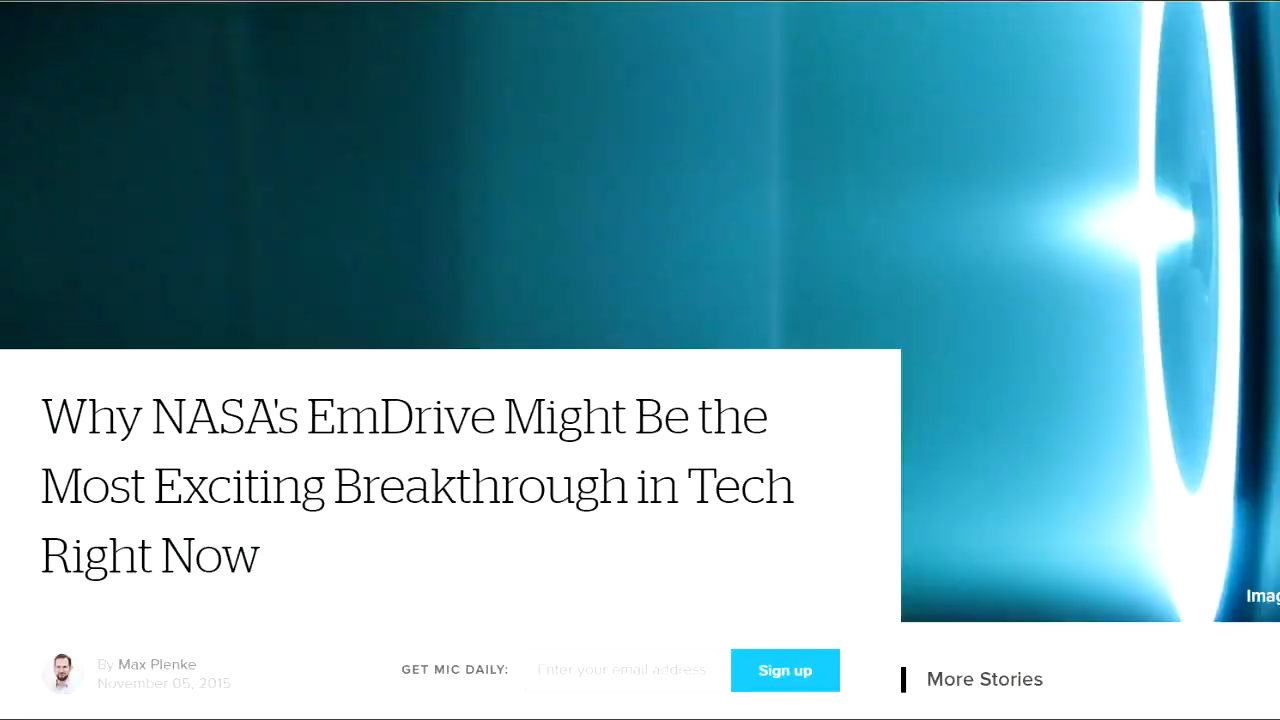 Why NASA's EmDrive Might Be the
Most Exciting Breakthrough in Tech
Right Now
Imag
By Max Plenke
November 05, 2015
GET MIC DAILY:
Enter your email address
Sign up
More Stories